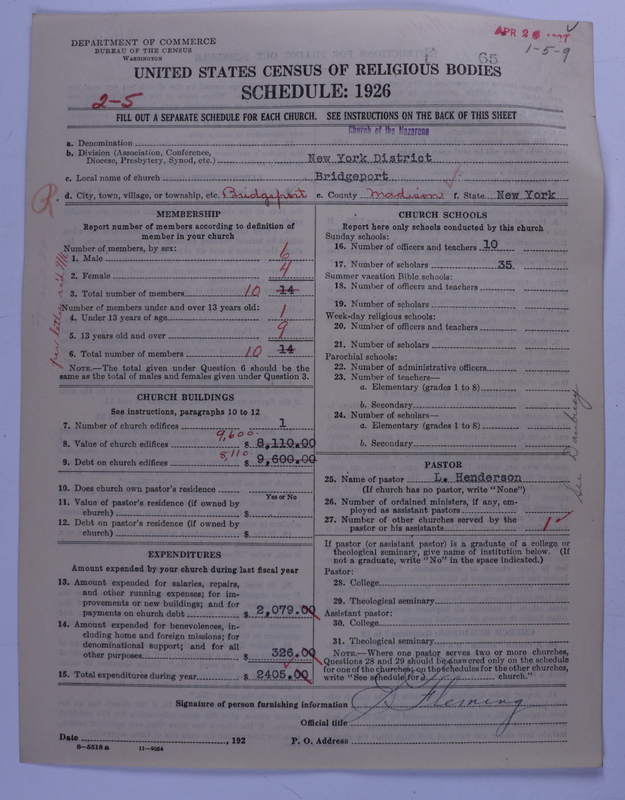 DEPARTMENT OF COMMERCE
BUREAU OF THE CENSUS
WASHINGTON
APR 2
1-5-9
65
UNITED STATES CENSUS OF RELIGIOUS BODIES
SCHEDULE: 1926
2-5
FILL OUT A SEPARATE SCHEDULE FOR EACH CHURCH. SEE INSTRUCTIONS ON THE BACK OF THIS SHEET
Church of the Nazarene
a. Denomination
b. Division (Association, Conference,
Diocese, Presbytery, Synod, etc.) New York District
c. Local name of church Bridgeport
d. City, town, village, or township, etc. Bridgeport e. County Madison f. State New York
R
per letter
MEMBERSHIP
Report number of members according to definition of
member in your church
Number of members, by sex:
1. Male 6
2. Female 4
3. Total number of members 10 14
Number of members under and over 13 years old:
4. Under 13 years of age 1
5. 13 years old and over 9
6. Total number of members 10 14
NOTE.—The total given under Question 6 should be the
same as the total of males and females given under Question 3.
CHURCH BUILDINGS
See instructions, paragraphs 10 to 12
7. Number of church edifices 1
9,600.
8. Value of church edifices $ 8,110.00
8,110.
9. Debt on church edifices $ 9,600.00
10. Does church own pastor's residence
Yes or No
11. Value of pastor's residence (if owned by
church) $
12. Debt on pastor's residence (if owned by
church) $
EXPENDITURES
Amount expended by your church during last fiscal year
13. Amount expended for salaries, repairs,
and other running expenses; for im-
provements or new buildings; and for
payments on church debt $ 2,079.00
14. Amount expended for benevolences, in-
cluding home and foreign missions; for
denominational support; and for all
other purposes $ 326.00
15. Total expenditures during year $ 2405.00
CHURCH SCHOOLS
Report here only schools conducted by this church
Sunday schools:
16. Number of officers and teachers 10
17. Number of scholars 35
Summer vacation Bible schools:
18. Number of officers and teachers
19. Number of scholars
Week-day religious schools:
20. Number of officers and teachers
21. Number of scholars
Parochial schools:
22. Number of administrative officers
23. Number of teachers—
a. Elementary (grades 1 to 8)
b. Secondary
24. Number of scholars—
a. Elementary (grades 1 to 8)
b. Secondary
See Danbury
PASTOR
25. Name of pastor L. Henderson
(If church has no pastor, write "None")
26. Number of ordained ministers, if any, em-
ployed as assistant pastors
27. Number of other churches served by the
pastor or his assistants 1
If pastor (or assistant pastor) is a graduate of a college or
theological seminary, give name of institution below. (If
not a graduate, write "No" in the space indicated.)
Pastor:
28. College
29. Theological seminary
Assistant pastor:
30. College
31. Theological seminary
NOTE.—Where one pastor serves two or more churches,
Questions 28 and 29 should be answered only on the schedule
for one of the churches; on the schedules for the other churches,
write "See schedule for church."
Signature of person furnishing information J. Fleming
Official title
Date , 192 P. O. Address
8-5518a 11-9054